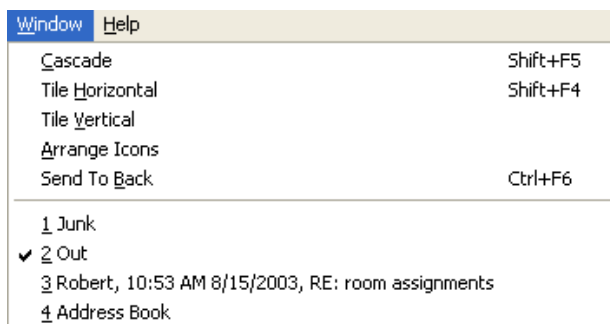 Window Help
Cascade Shift+F5
Tile Horizontal Shift+F4
Tile Vertical
Arrange Icons
Send To Back Ctrl+F6
1 Junk
✔ 2 Out
3 Robert, 10:53 AM 8/15/2003, RE: room assignments
4 Address Book